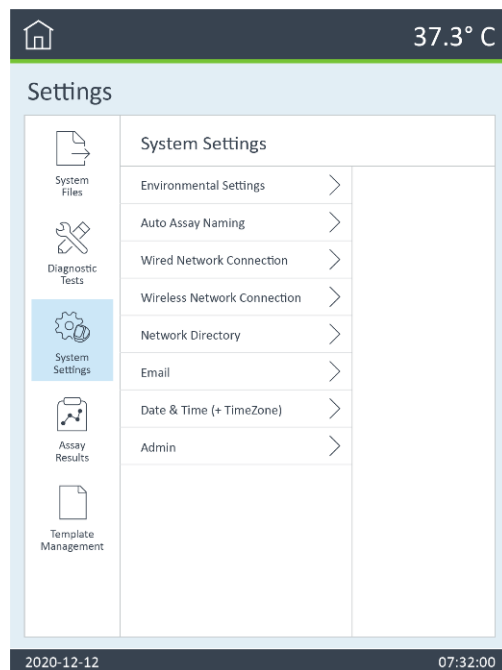 37.3° C
Settings
System
Files
Diagnostic
Tests
System
Settings
Assay
Results
Template
Management
System Settings
Environmental Settings
Auto Assay Naming
Wired Network Connection
Wireless Network Connection
Network Directory
Email
Date & Time (+ TimeZone)
Admin
2020-12-12
07:32:00